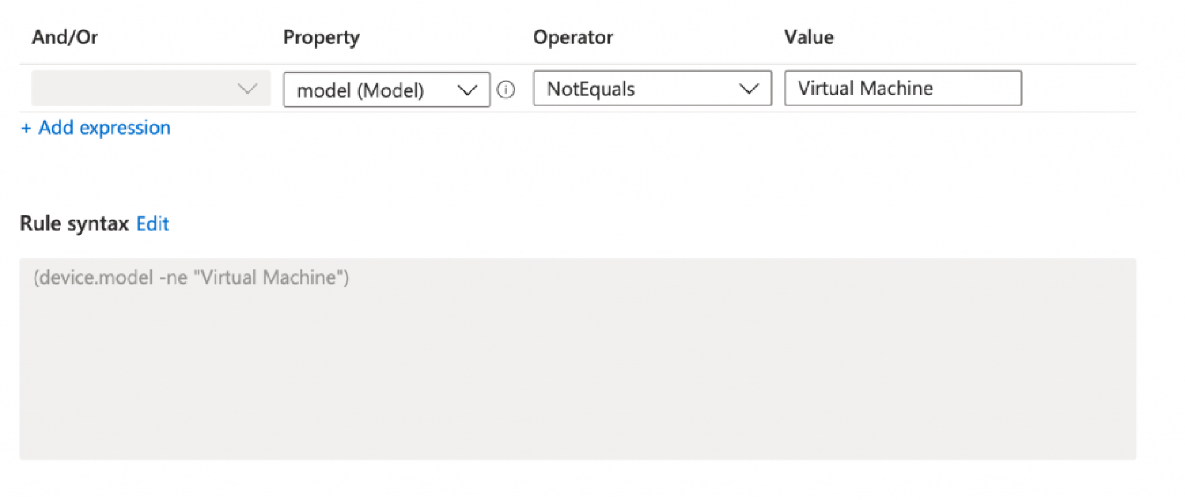 And/Or Property Operator Value
model (Model) NotEquals Virtual Machine
+ Add expression
Rule syntax Edit
(device.model -ne "Virtual Machine")